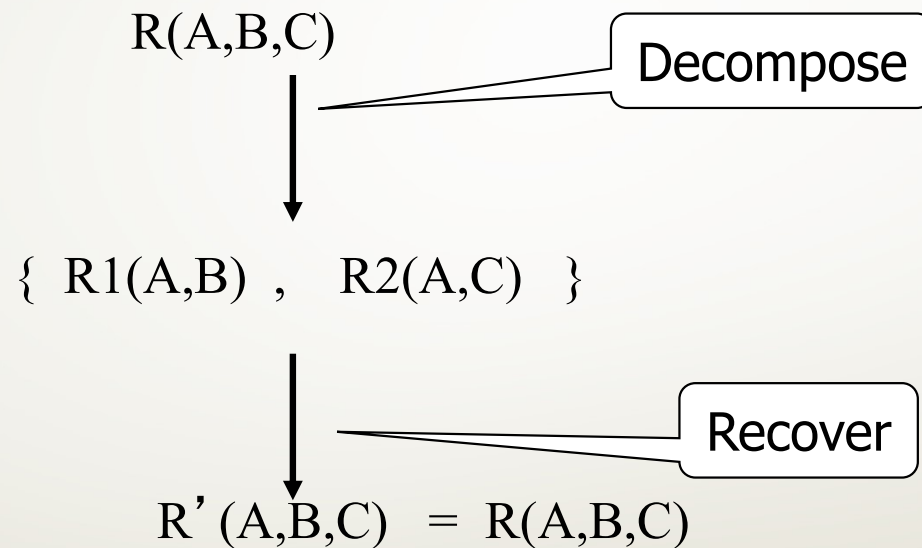 R(A,B,C)
Decompose
{ R1(A,B) , R2(A,C) }
Recover
R’(A,B,C) = R(A,B,C)